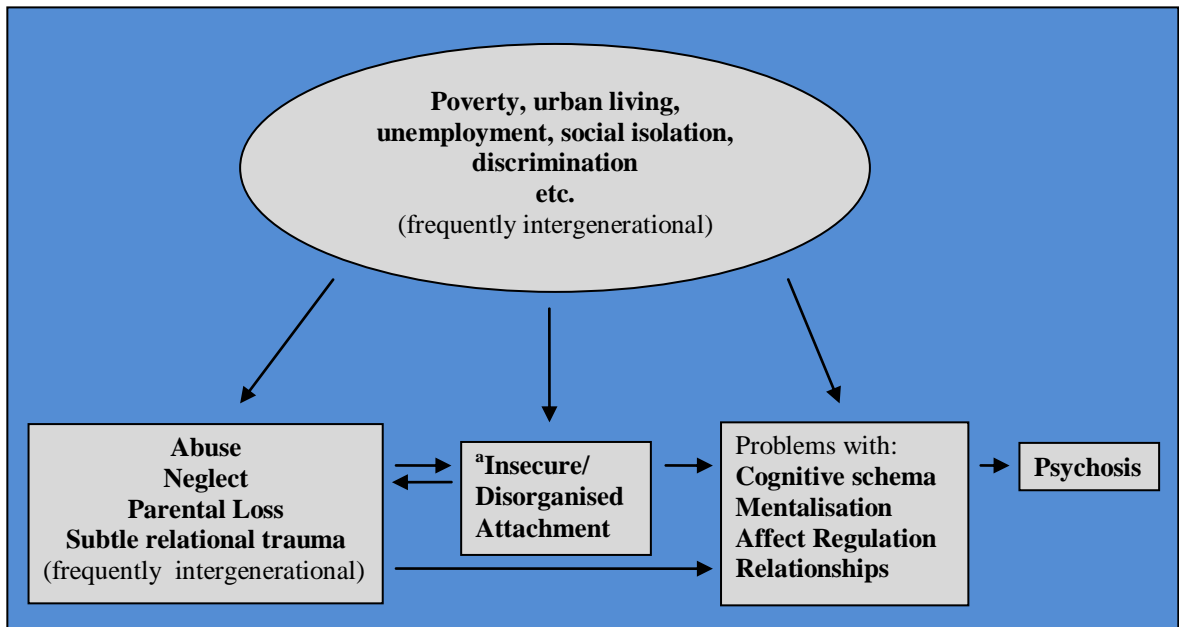 Poverty, urban living,
unemployment, social isolation,
discrimination
etc.
(frequently intergenerational)
Abuse
Neglect
Parental Loss
Subtle relational trauma
(frequently intergenerational)
aInsecure/
Disorganised
Attachment
Problems with:
Cognitive schema
Mentalisation
Affect Regulation
Relationships
Psychosis